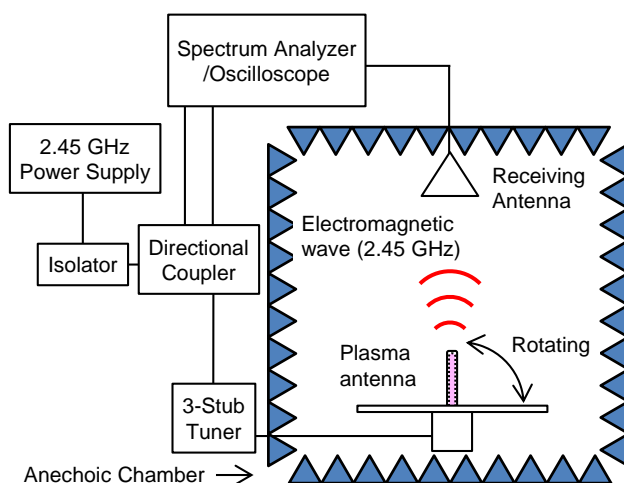 Spectrum Analyzer
/Oscilloscope
2.45 GHz
Power Supply
Receiving
Antenna
Electromagnetic
wave (2.45 GHz)
Isolator
Directional
Coupler
Plasma
antenna
Rotating
3-Stub
Tuner
Anechoic Chamber